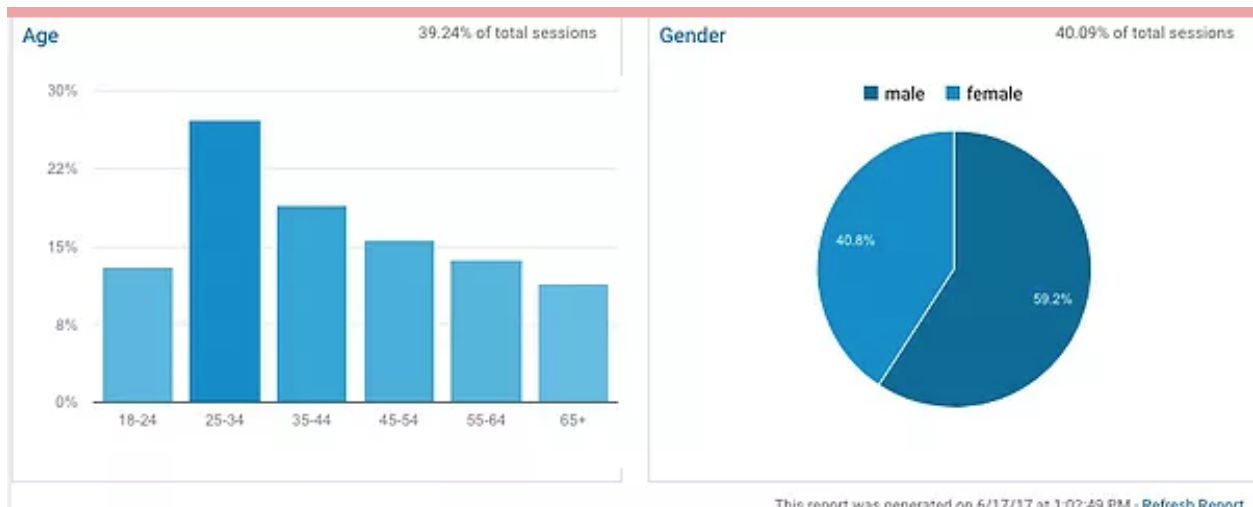 Age
39.24% of total sessions
30%
22%
15%
8%
0%
18-24
25-34
35-44
45-54
55-64
65+
Gender
40.09% of total sessions
male
female
40.8%
59.2%
This report was generated on 6/17/17 at 1:02:49 PM - Refresh Report